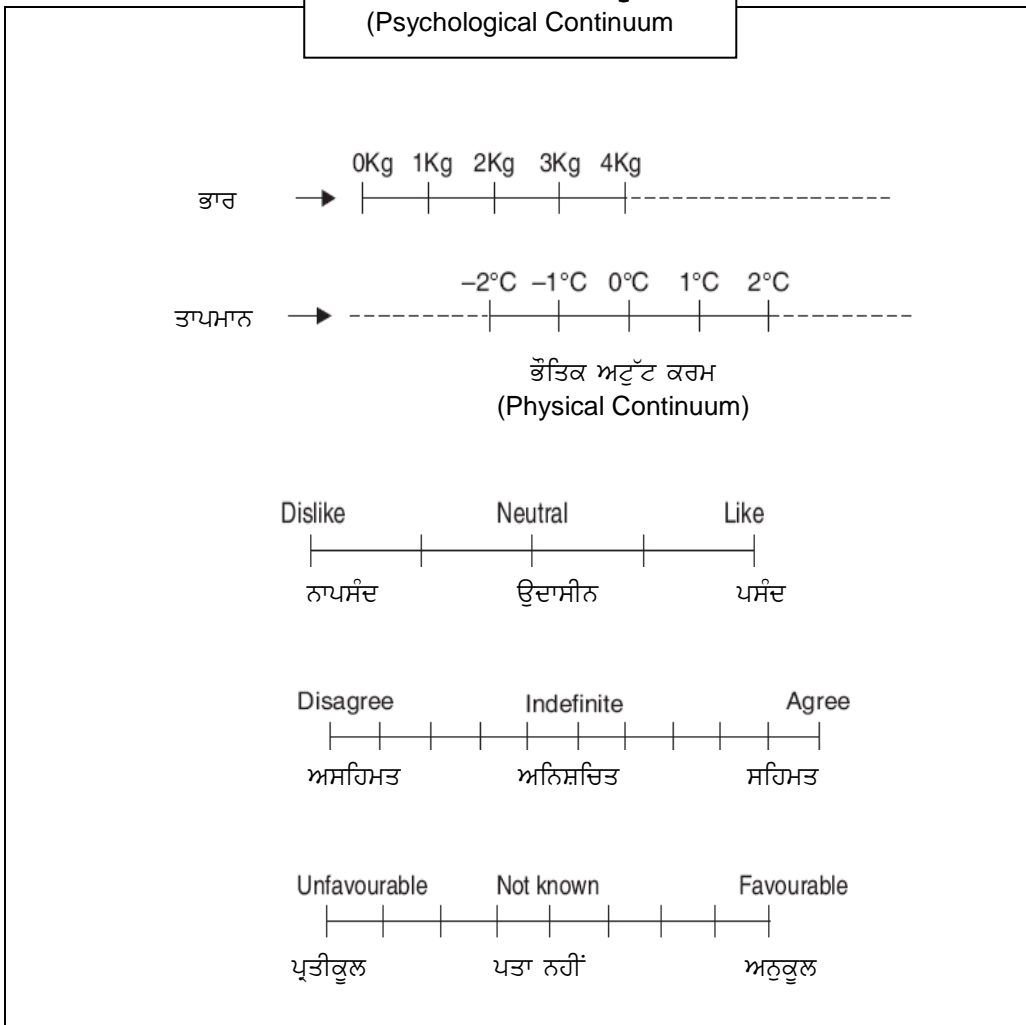 (Psychological Continuum
0Kg 1Kg 2Kg 3Kg 4Kg
ਭਾਰ
–2°C –1°C 0°C 1°C 2°C
ਤਾਪਮਾਨ
ਭੌਤਿਕ ਅਟੁੱਟ ਕਰਮ
(Physical Continuum)
Dislike Neutral Like
ਨਾਪਸੰਦ ਉਦਾਸੀਨ ਪਸੰਦ
Disagree Indefinite Agree
ਅਸਹਿਮਤ ਅਨਿਸ਼ਚਿਤ ਸਹਿਮਤ
Unfavourable Not known Favourable
ਪ੍ਰਤੀਕੂਲ ਪਤਾ ਨਹੀਂ ਅਨੁਕੂਲ